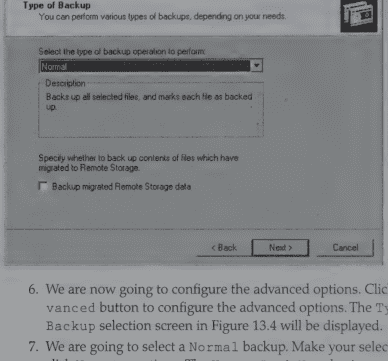 Type of Backup
You can perform various types of backups, depending on your needs.
Select the type of backup operation to perform:
Normal
Description
Backs up all selected files, and marks each file as backed
up.
Specify whether to back up contents of files which have
migrated to Remote Storage.
Backup migrated Remote Storage data
< Back Next > Cancel
6. We are now going to configure the advanced options. Clic
vanced button to configure the advanced options. The Ty
Backup selection screen in Figure 13.4 will be displayed.
7. We are going to select a Normal backup. Make your selec